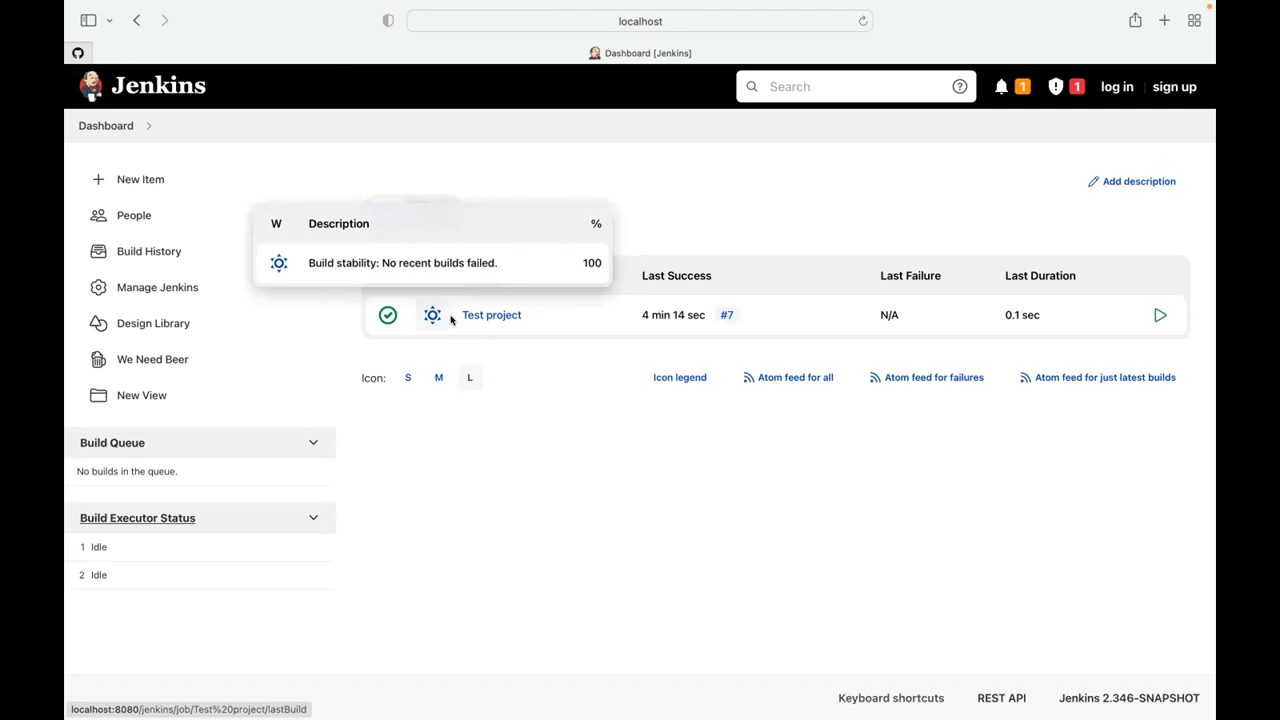 localhost
Dashboard [Jenkins]
Jenkins
Search
1
1
log in
sign up
Dashboard
New Item
People
Build History
Manage Jenkins
Design Library
We Need Beer
New View
Add description
W Description %
Build stability: No recent builds failed. 100
Last Success Last Failure Last Duration
Test project 4 min 14 sec #7 N/A 0.1 sec
Icon: S M L
Icon legend
Atom feed for all
Atom feed for failures
Atom feed for just latest builds
Build Queue
No builds in the queue.
Build Executor Status
1 Idle
2 Idle
Keyboard shortcuts
REST API
Jenkins 2.346-SNAPSHOT
localhost:8080/jenkins/job/Test%20project/lastBuild